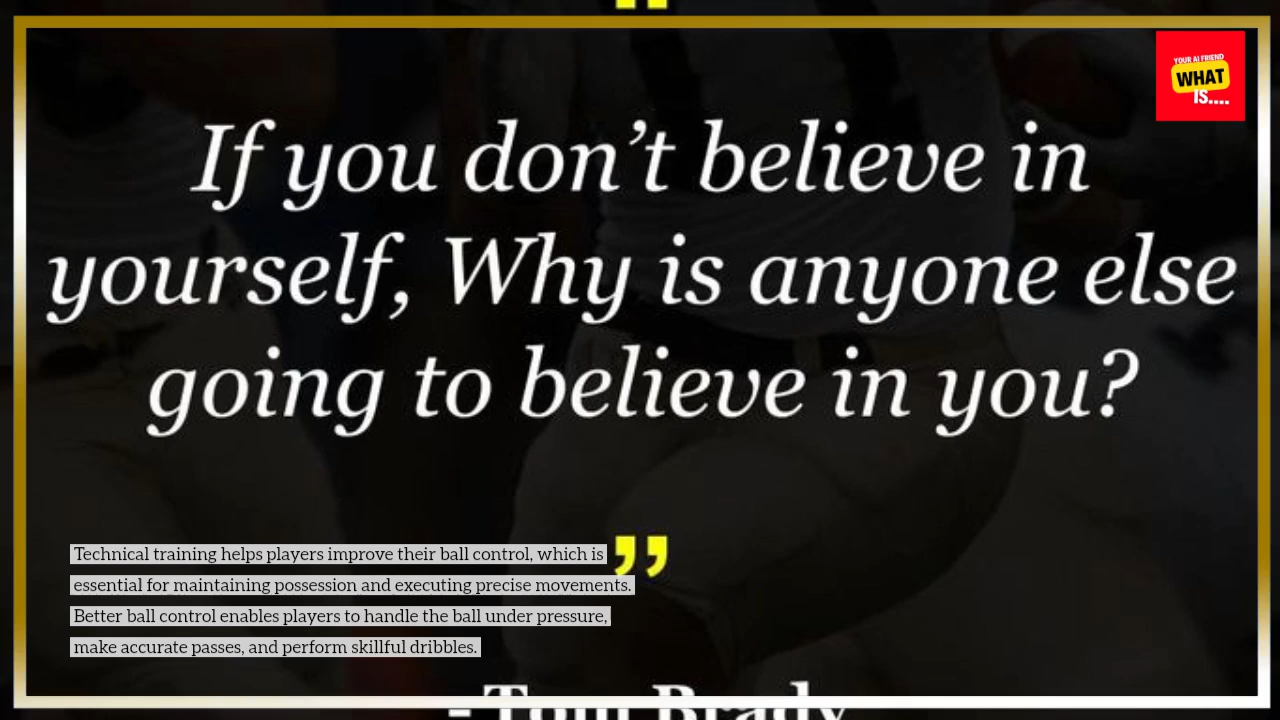 "
YOUR AI FRIEND
WHAT
IS....
If you don’t believe in
yourself, Why is anyone else
going to believe in you?
”
Technical training helps players improve their ball control, which is
essential for maintaining possession and executing precise movements.
Better ball control enables players to handle the ball under pressure,
make accurate passes, and perform skillful dribbles.
- Tom Brady